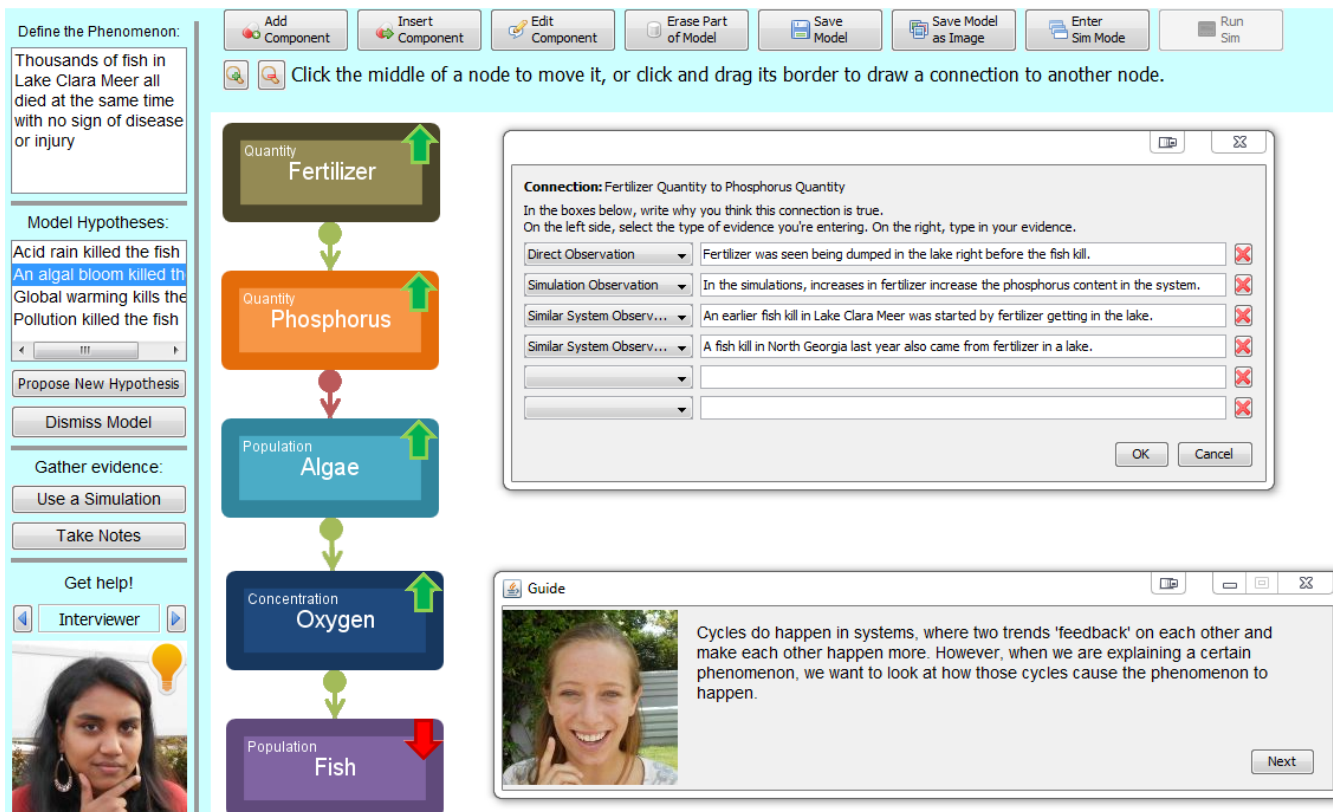 Define the Phenomenon:
Thousands of fish in
Lake Clara Meer all
died at the same time
with no sign of disease
or injury
Model Hypotheses:
Acid rain killed the fish
An algal bloom killed th
Global warming kills the
Pollution killed the fish
Propose New Hypothesis
Dismiss Model
Gather evidence:
Use a Simulation
Take Notes
Get help!
Interviewer
Add
Component
Insert
Component
Edit
Component
Erase Part
of Model
Save
Model
Save Model
as Image
Enter
Sim Mode
Run
Sim
Click the middle of a node to move it, or click and drag its border to draw a connection to another node.
Quantity
Fertilizer
Quantity
Phosphorus
Population
Algae
Concentration
Oxygen
Population
Fish
Connection: Fertilizer Quantity to Phosphorus Quantity
In the boxes below, write why you think this connection is true.
On the left side, select the type of evidence you're entering. On the right, type in your evidence.
Direct Observation Fertilizer was seen being dumped in the lake right before the fish kill.
Simulation Observation In the simulations, increases in fertilizer increase the phosphorus content in the system.
Similar System Observ... An earlier fish kill in Lake Clara Meer was started by fertilizer getting in the lake.
Similar System Observ... A fish kill in North Georgia last year also came from fertilizer in a lake.
OK Cancel
Guide
Cycles do happen in systems, where two trends 'feedback' on each other and
make each other happen more. However, when we are explaining a certain
phenomenon, we want to look at how those cycles cause the phenomenon to
happen.
Next